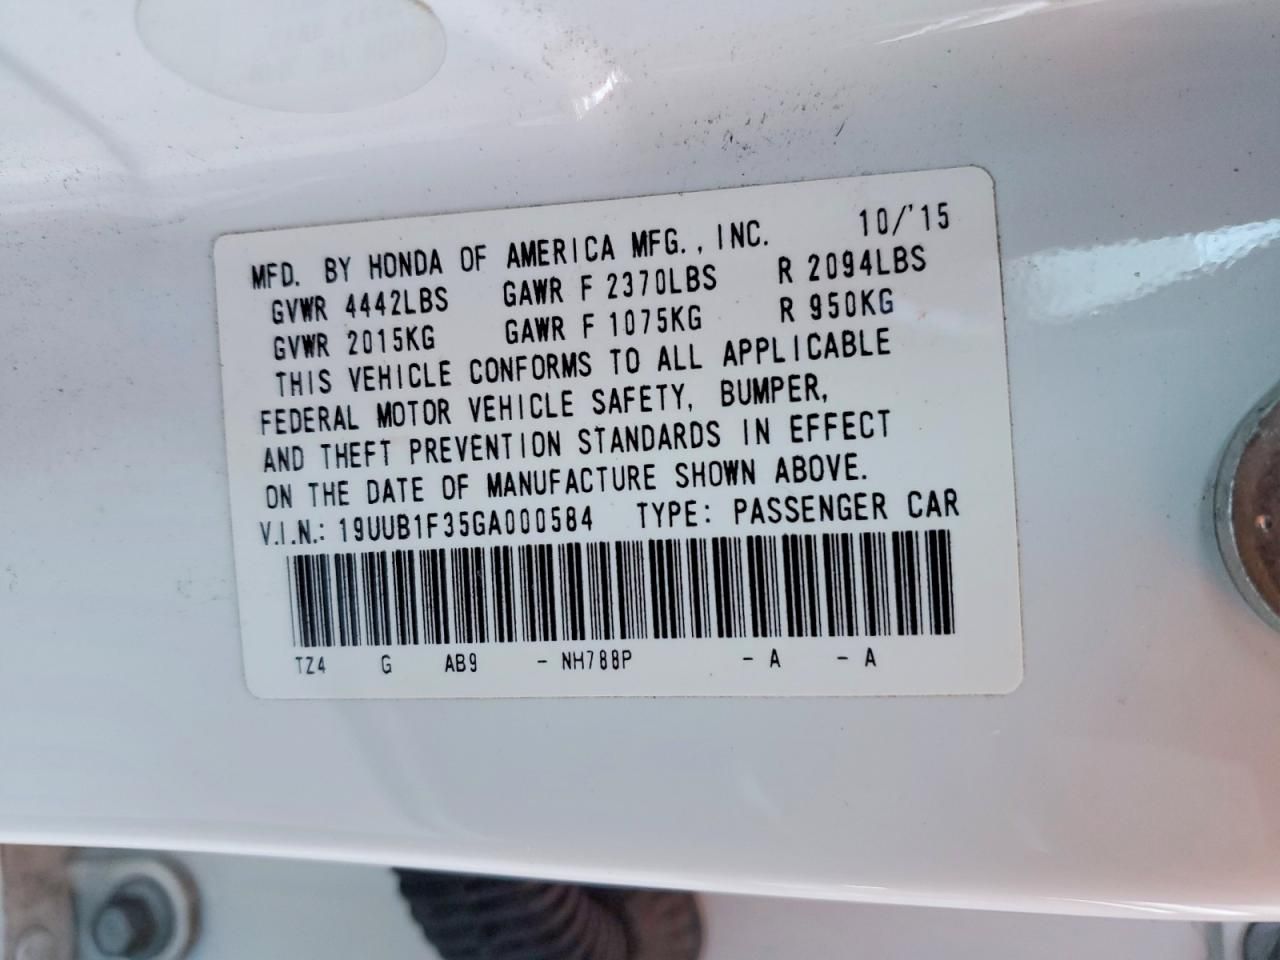 MFD. BY HONDA OF AMERICA MFG., INC. 10/'15
GVWR 4442LBS GAWR F 2370LBS R 2094LBS
GVWR 2015KG GAWR F 1075KG R 950KG
THIS VEHICLE CONFORMS TO ALL APPLICABLE
FEDERAL MOTOR VEHICLE SAFETY, BUMPER,
AND THEFT PREVENTION STANDARDS IN EFFECT
ON THE DATE OF MANUFACTURE SHOWN ABOVE.
V.I.N.: 19UUB1F35GA000584 TYPE: PASSENGER CAR
TZ4 G AB9 - NH788P - A - A